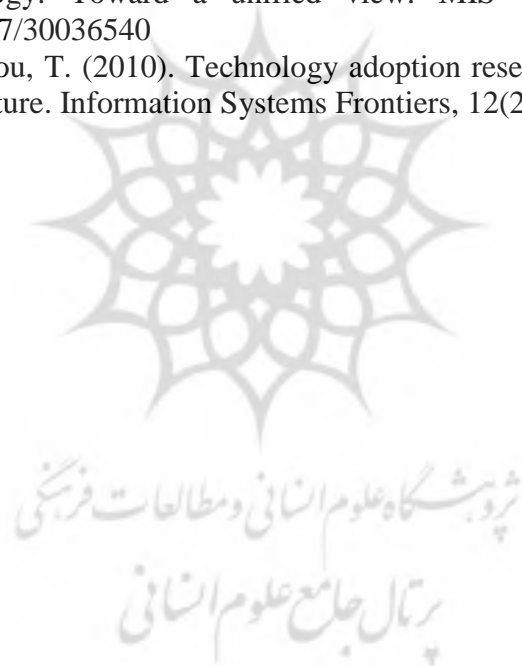 ogy: Toward a unified view. MIS
7/30036540
ou, T. (2010). Technology adoption rese
ture. Information Systems Frontiers, 12(2
پژوهشگاه علوم انسانی و مطالعات فرهنگی
پرتال جامع علوم انسانی